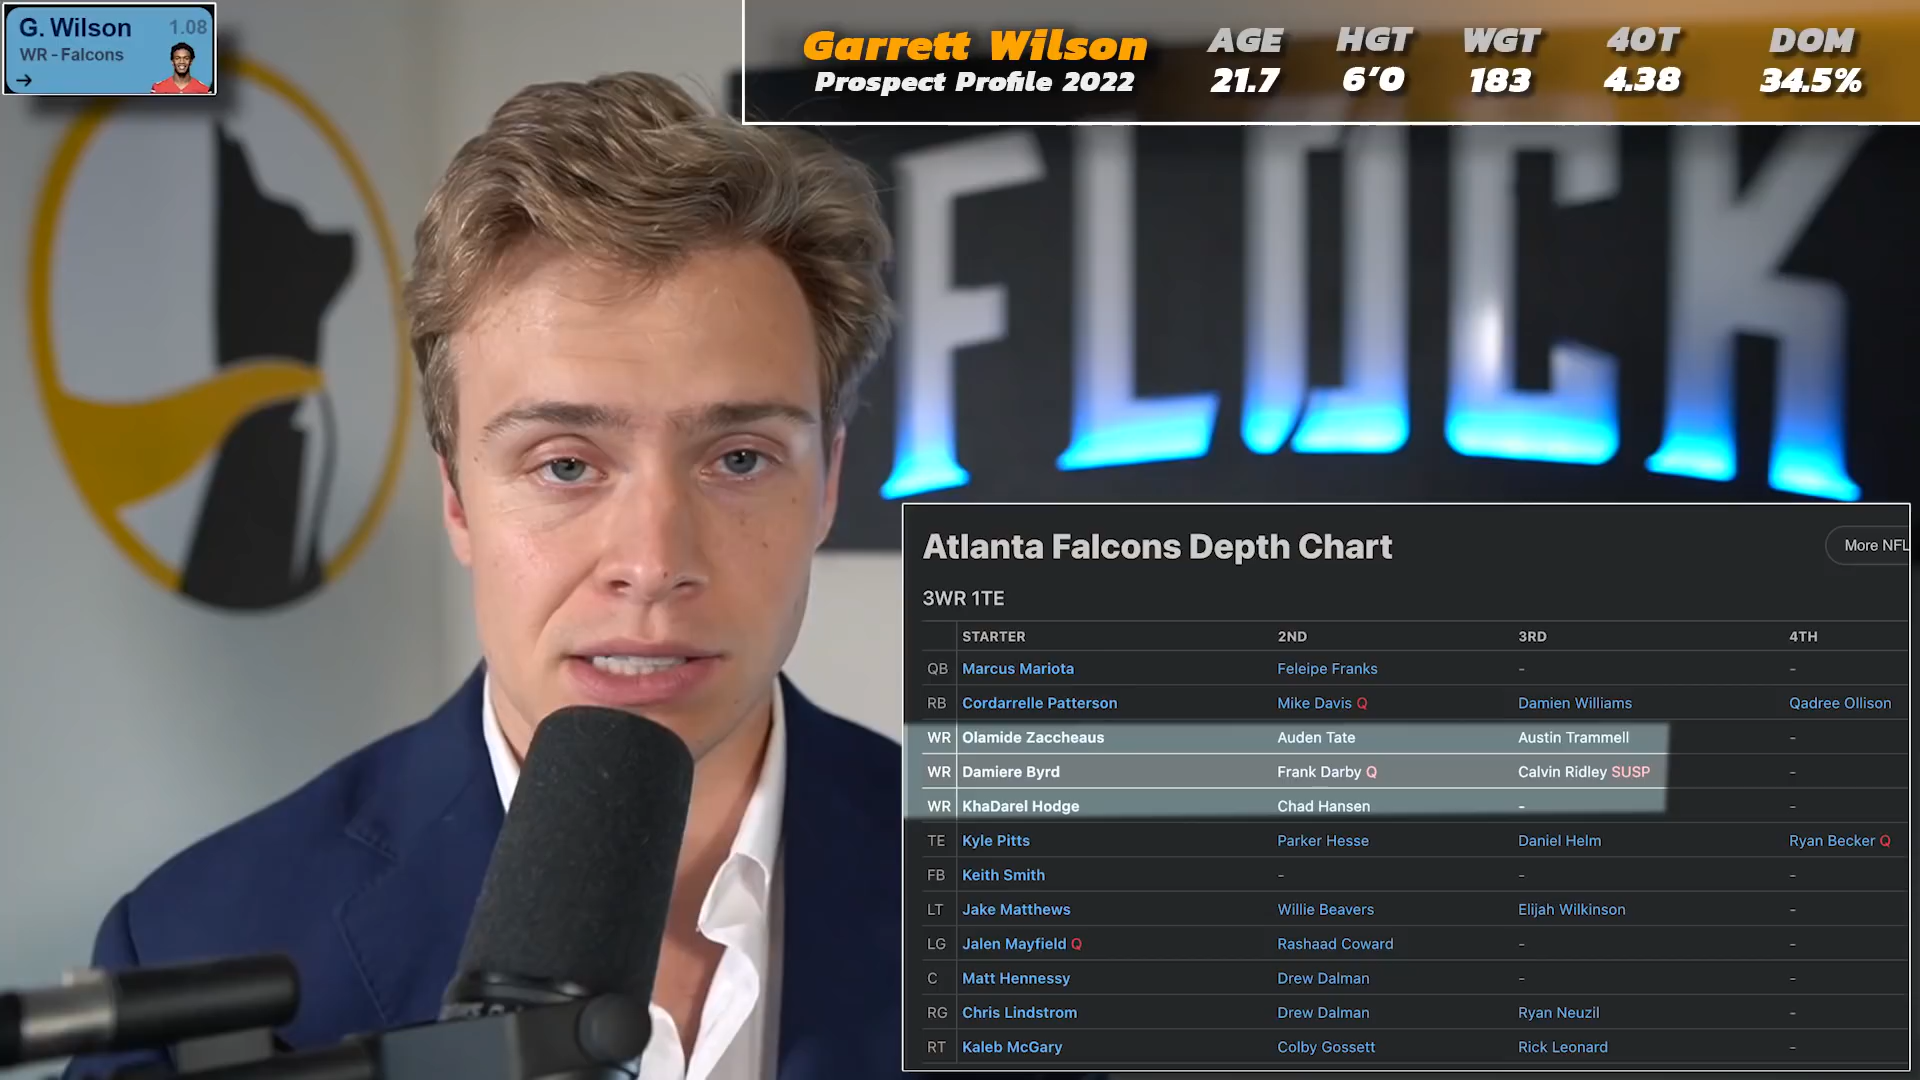 G. Wilson 1.08
WR - Falcons
Garrett Wilson
Prospect Profile 2022
AGE HGT WGT 40T DOM
21.7 6'0 183 4.38 34.5%
FLOCK
Atlanta Falcons Depth Chart More NFL
3WR 1TE
STARTER 2ND 3RD 4TH
QB Marcus Mariota Feleipe Franks - -
RB Cordarrelle Patterson Mike Davis Q Damien Williams Qadree Ollison
WR Olamide Zaccheaus Auden Tate Austin Trammell -
WR Damiere Byrd Frank Darby Q Calvin Ridley SUSP -
WR KhaDarel Hodge Chad Hansen - -
TE Kyle Pitts Parker Hesse Daniel Helm Ryan Becker Q
FB Keith Smith - - -
LT Jake Matthews Willie Beavers Elijah Wilkinson -
LG Jalen Mayfield Q Rashaad Coward - -
C Matt Hennessy Drew Dalman - -
RG Chris Lindstrom Drew Dalman Ryan Neuzil -
RT Kaleb McGary Colby Gossett Rick Leonard -